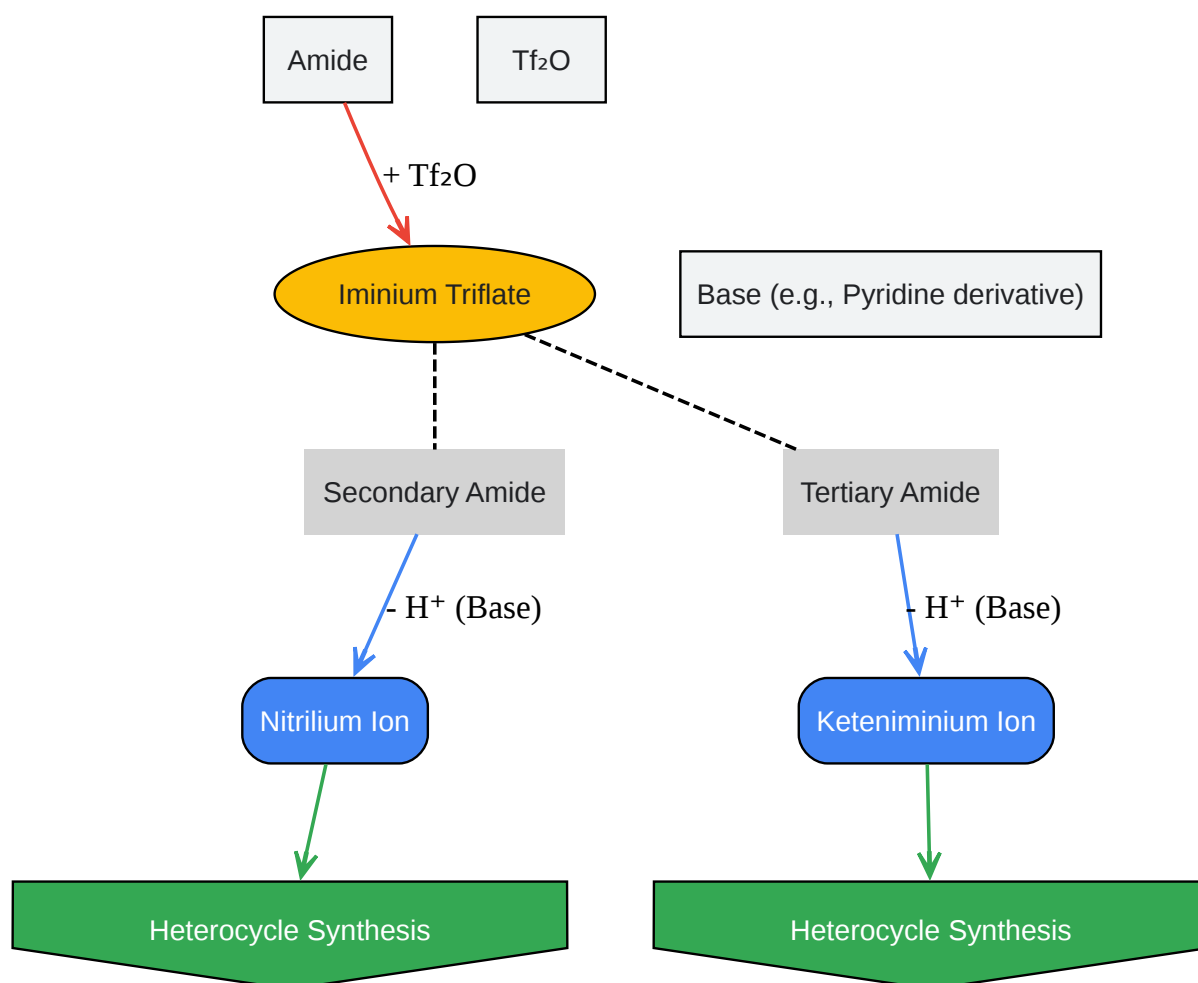 Amide
Tf₂O
+ Tf₂O
Iminium Triflate
Base (e.g., Pyridine derivative)
Secondary Amide
Tertiary Amide
- H⁺ (Base)
- H⁺ (Base)
Nitrilium Ion
Keteniminium Ion
Heterocycle Synthesis
Heterocycle Synthesis